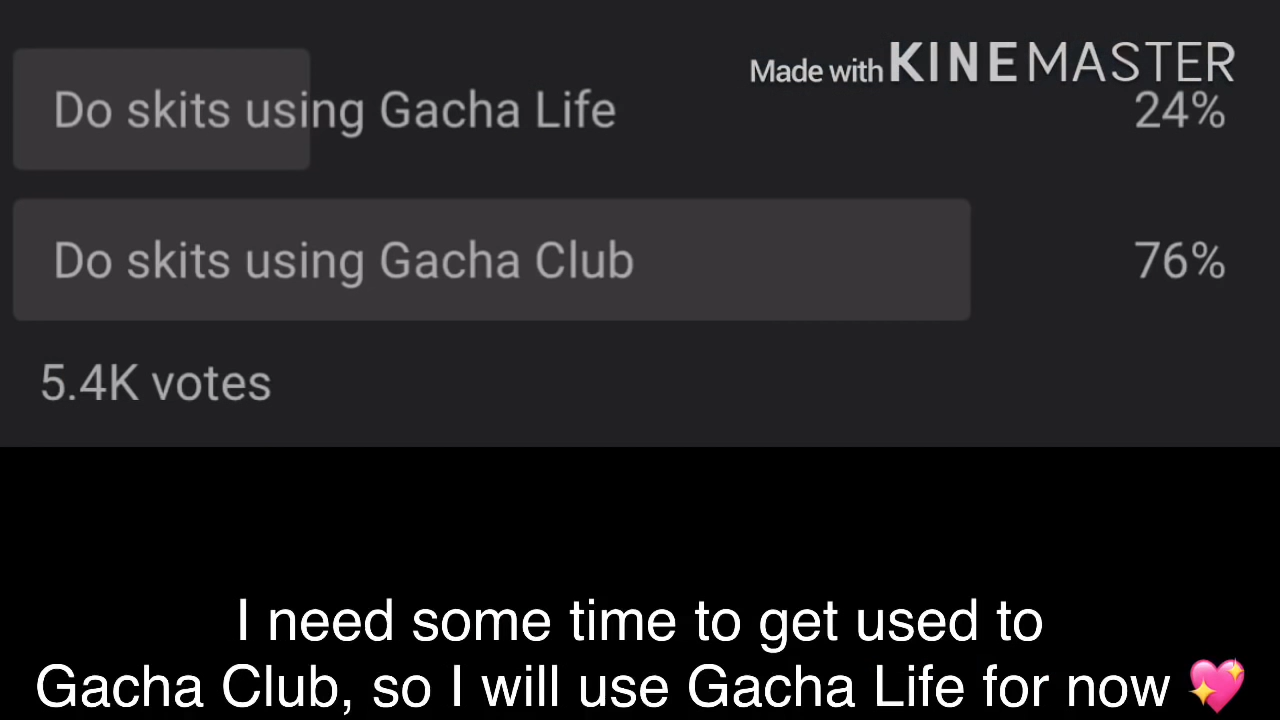 Made with KINEMASTER
Do skits using Gacha Life 24%
Do skits using Gacha Club 76%
5.4K votes
I need some time to get used to
Gacha Club, so I will use Gacha Life for now 💖